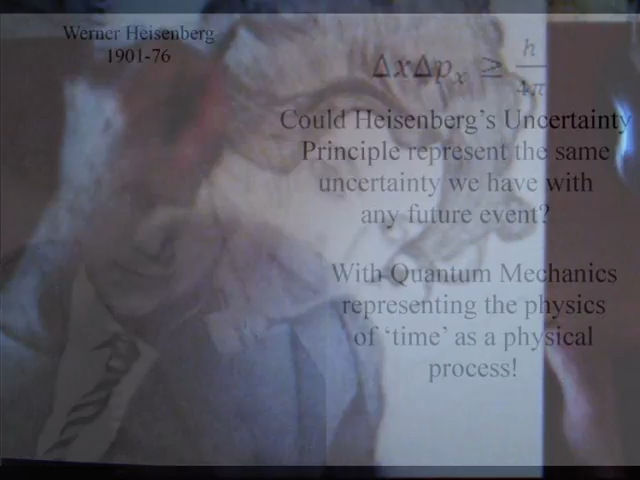 Werner Heisenberg
1901-76
ΔxΔpₓ ≥ h/4π
Could Heisenberg's Uncertainty
Principle represent the same
uncertainty we have with
any future event?
With Quantum Mechanics
representing the physics
of 'time' as a physical
process!